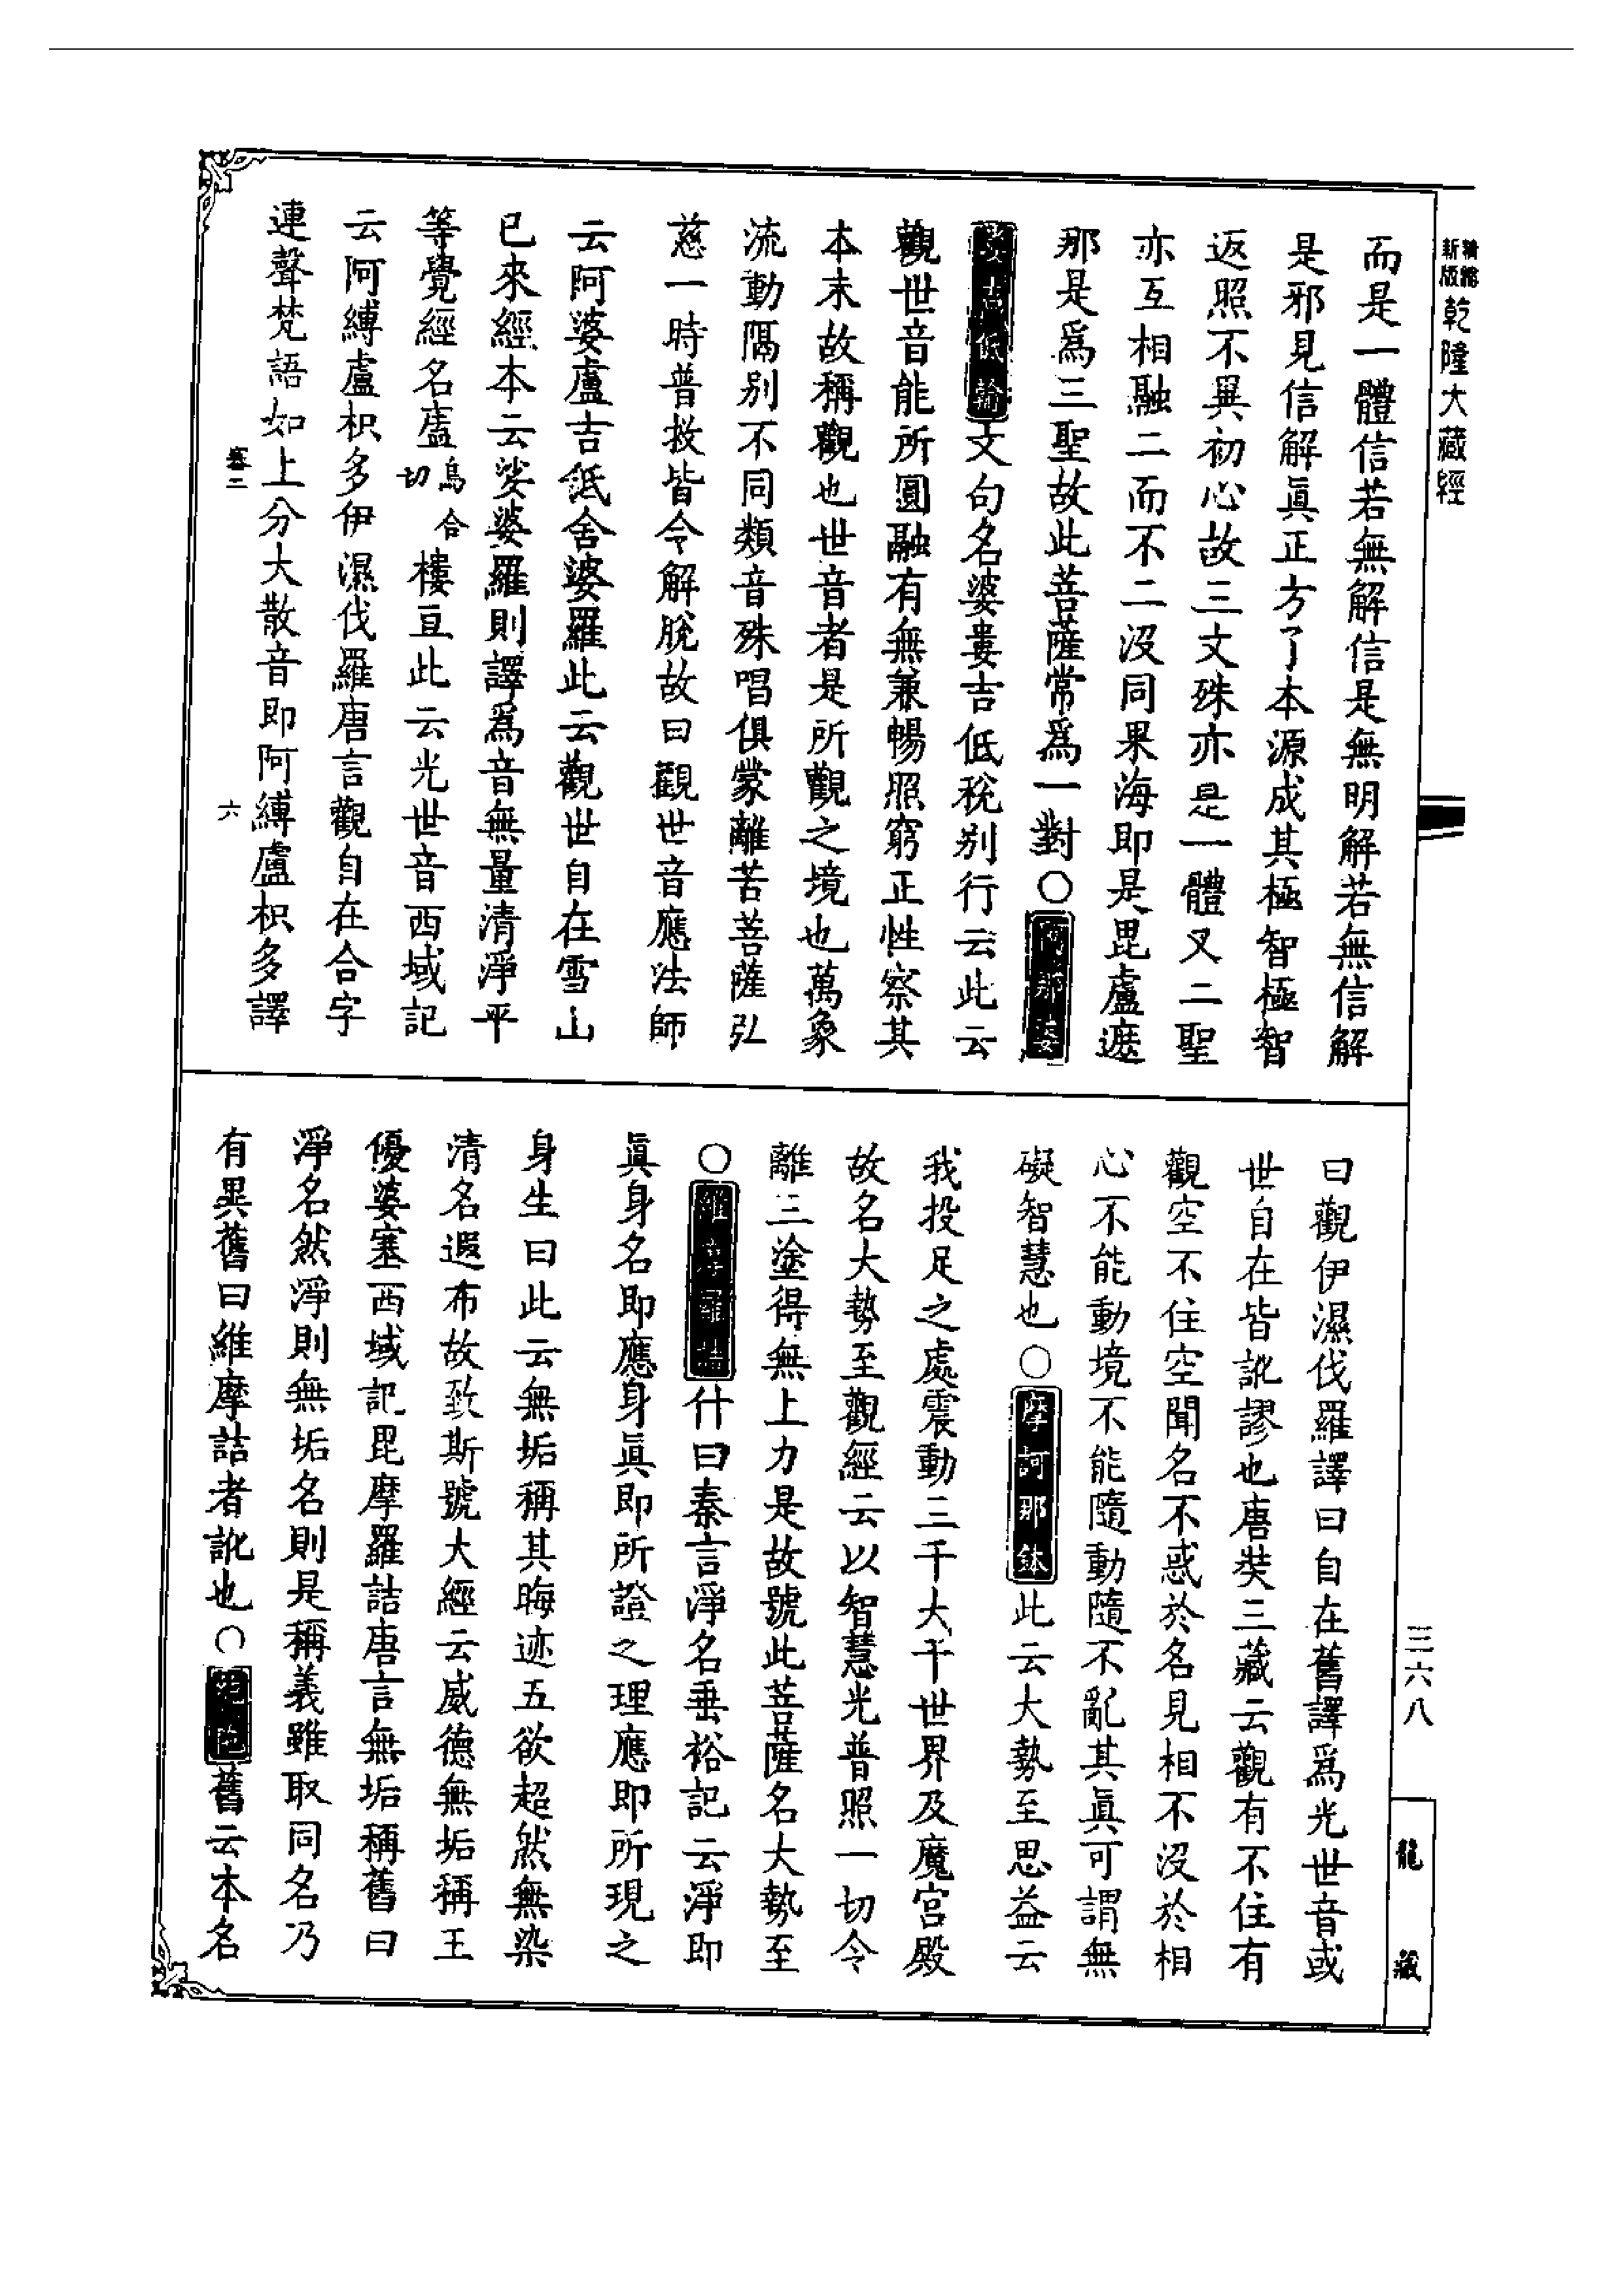 精縮新版乾隆大藏經
而是一體信若無解信是無明解若無信解
是邪見信解眞正方了本源成其極智極智
返照不異初心故三文殊亦是一體又二聖
亦互相融二而不二沒同果海即是毘盧遮
那是爲三聖故此菩薩常爲一對○阿那婆
婁吉低輸文句名婆婁吉低稅别行云此云
觀世音能所圓融有無兼暢照窮正性察其
本末故稱觀也世音者是所觀之境也萬象
流動隔别不同類音殊唱俱蒙離苦菩薩弘
慈一時普救皆令解脫故曰觀世音應法師
云阿婆盧吉低舍婆羅此云觀世自在雪山
已來經本云娑婆羅則譯爲音無量清淨平
等覺經名廅烏合切樓亘此云光世音西域記
云阿縛盧枳多伊濕伐羅唐言觀自在合字
連聲梵語如上分大散音即阿縛盧枳多譯
卷二
六
三六八
龍藏
曰觀伊濕伐羅譯曰自在舊譯爲光世音或
世自在皆訛謬也唐奘三藏云觀有不住有
觀空不住空聞名不惑於名見相不沒於相
心不能動境不能隨動隨不亂其眞可謂無
礙智慧也○摩訶那鉢此云大勢至思益云
我投足之處震動三千大千世界及魔宮殿
故名大勢至觀經云以智慧光普照一切令
離三塗得無上力是故號此菩薩名大勢至
○維摩羅詰什曰秦言淨名垂裕記云淨即
眞身名即應身眞即所證之理應即所現之
身生曰此云無垢稱其晦迹五欲超然無染
清名遐布故致斯號大經云威德無垢稱王
優婆塞西域記毘摩羅詰唐言無垢稱舊曰
淨名然淨則無垢名則是稱義雖取同名乃
有異舊曰維摩詰者訛也○舊云本名